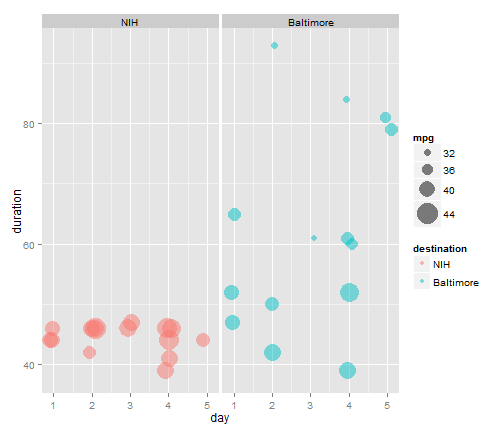 NIH
Baltimore
duration
80
60
40
1 2 3 4 5
1 2 3 4 5
day
mpg
32
36
40
44
destination
NIH
Baltimore